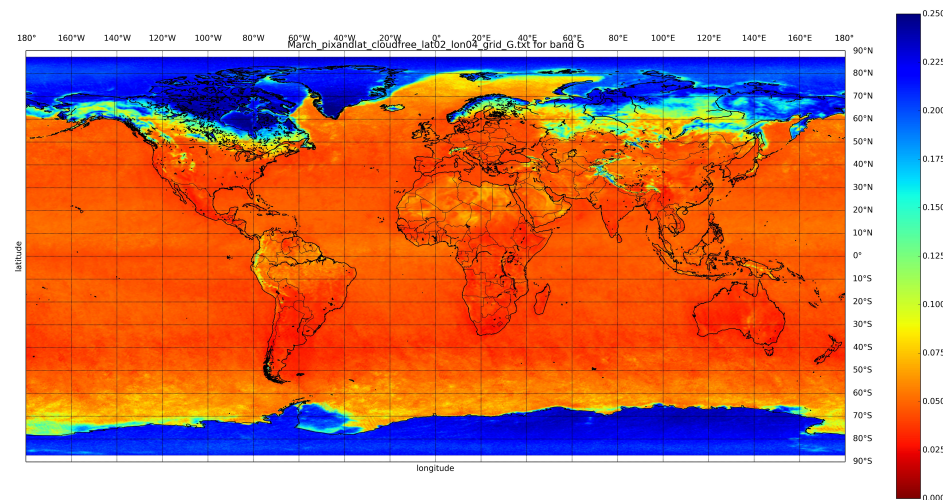 180° 160°W 140°W 120°W 100°W 80°W 60°W 40°W 20°W 0° 20°E 40°E 60°E 80°E 100°E 120°E 140°E 160°E 180°
March_pixandlat_cloudfree_lat02_lon04_grid_G.txt for band G
90°N
80°N
70°N
60°N
50°N
40°N
30°N
20°N
10°N
0°
10°S
20°S
30°S
40°S
50°S
60°S
70°S
80°S
90°S
latitude
longitude
0.250
0.225
0.200
0.175
0.150
0.125
0.100
0.075
0.050
0.025
0.000